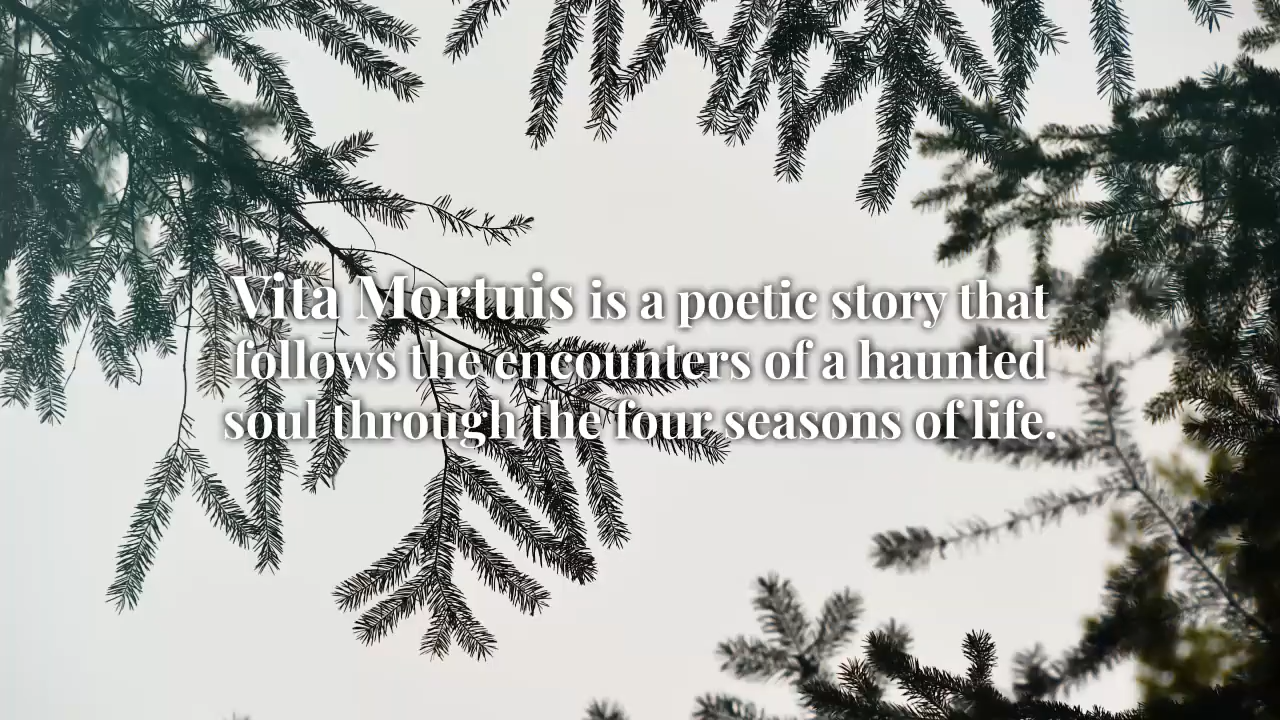 Vita Mortuis is a poetic story that
follows the encounters of a haunted
soul through the four seasons of life.